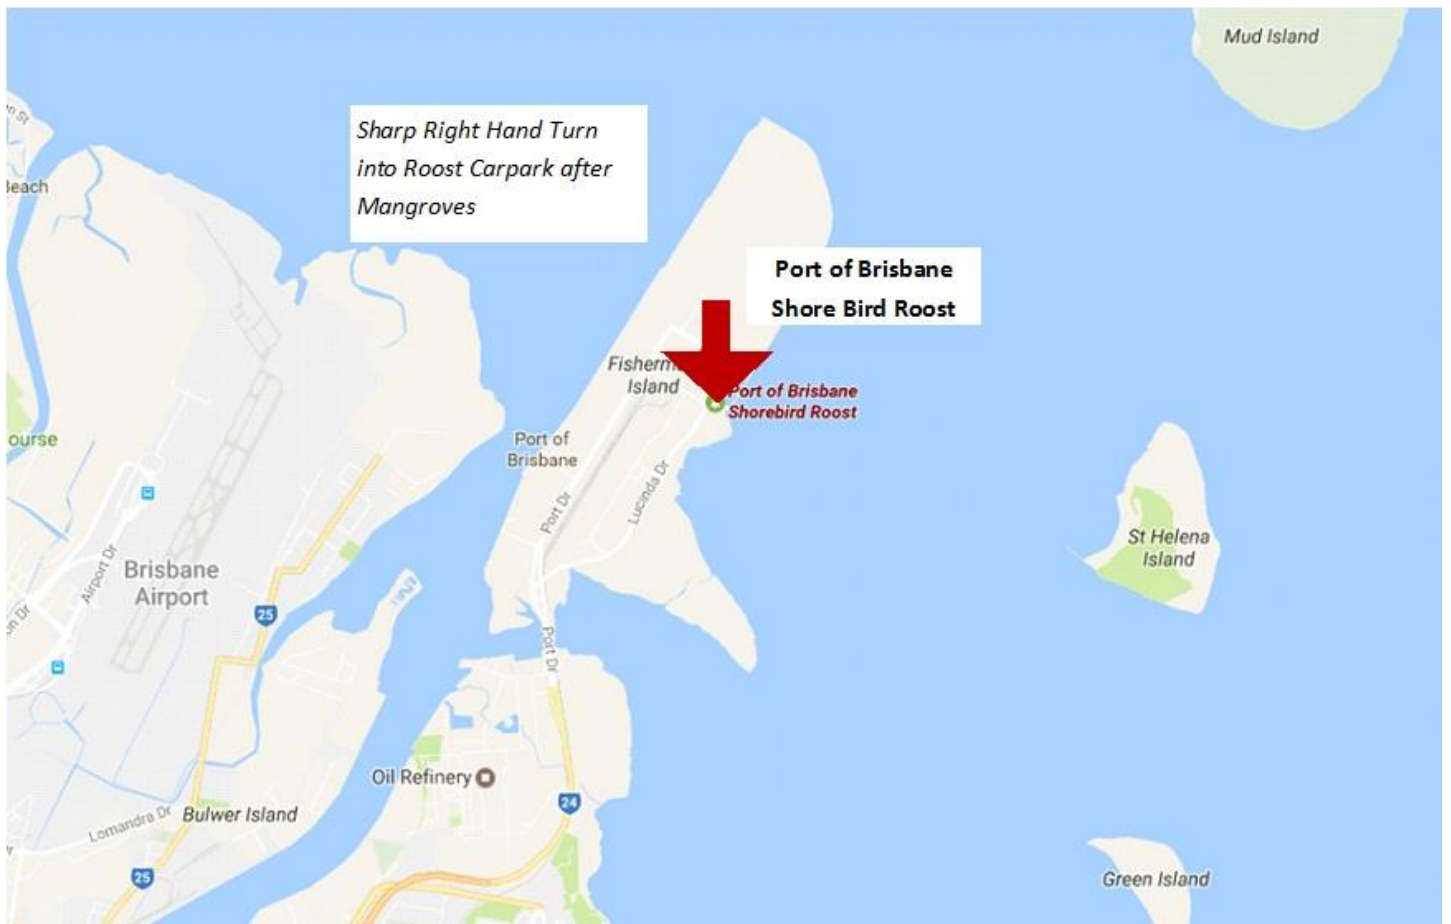 Mud Island
Sharp Right Hand Turn
into Roost Carpark after
Mangroves
Port of Brisbane
Shore Bird Roost
Island
Port of Brisbane
Shorebird Roost
Port of
Brisbane
Port Dr
Lucinda Dr
St Helena
Island
Brisbane
Airport
Airport Dr
25
Port Dr
Oil Refinery
24
Lomandra Dr
Bulwer Island
25
Green Island